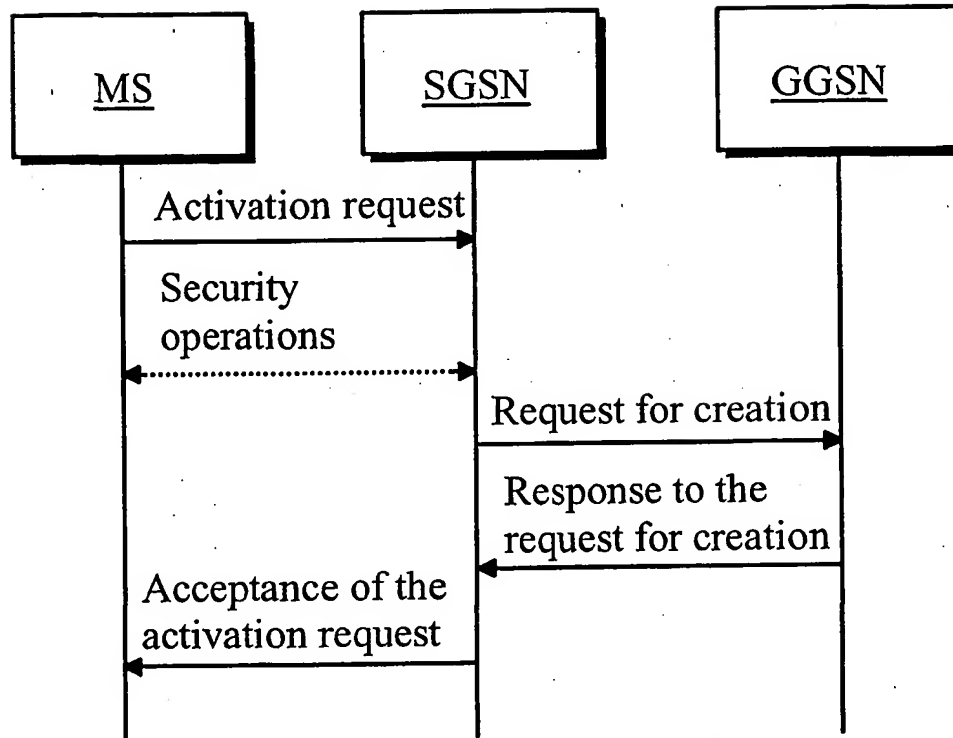 MS
SGSN
GGSN
Activation request
Security
operations
Request for creation
Response to the
request for creation
Acceptance of the
activation request